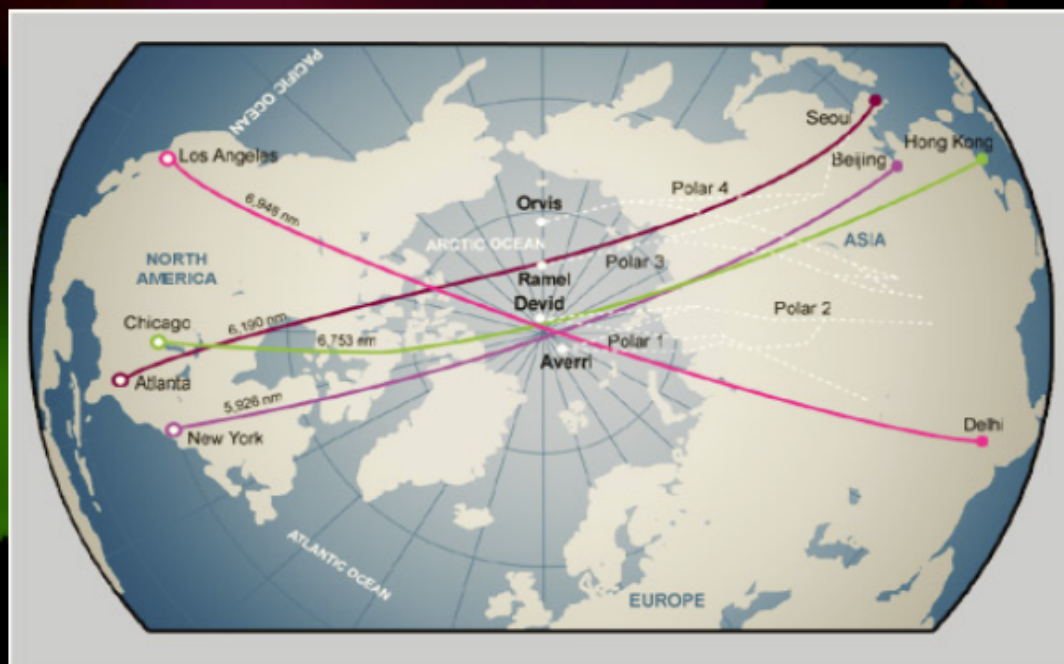 PACIFIC OCEAN
Seoul
Hong Kong
Los Angeles
Beijing
Polar 4
6,948 nm
Orvis
ARCTIC OCEAN
ASIA
NORTH
AMERICA
Polar 3
Ramel
Devid
Polar 2
Chicago
6,190 nm
6,753 nm
Polar 1
Averri
Atlanta
5,926 nm
New York
Delhi
ATLANTIC OCEAN
EUROPE